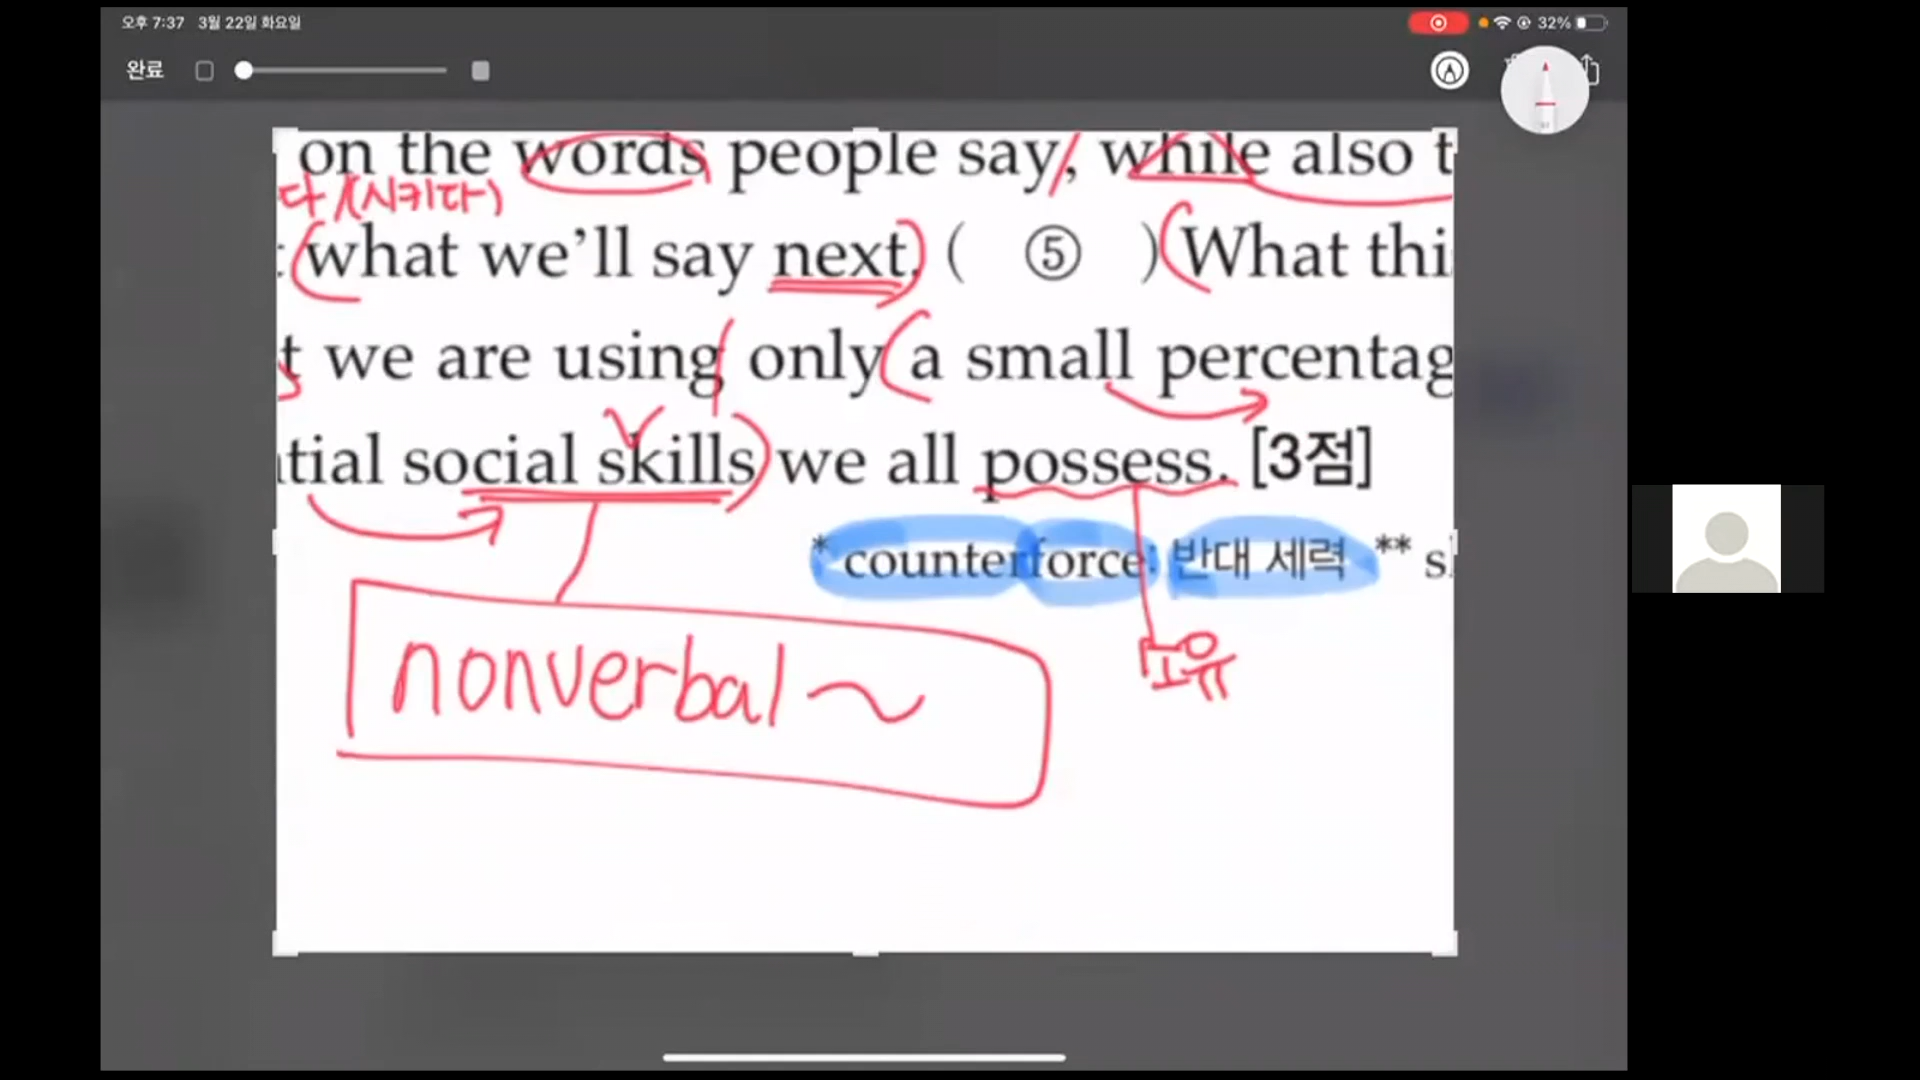 오후 7:37 3월 22일 화요일
32%
완료
on the words people say, while also t
다/(시키다)
what we’ll say next. ( ⑤ ) What thi
t we are using only a small percentag
tial social skills we all possess. [3점]
* counterforce: 반대 세력 ** sl
nonverbal ~
소유